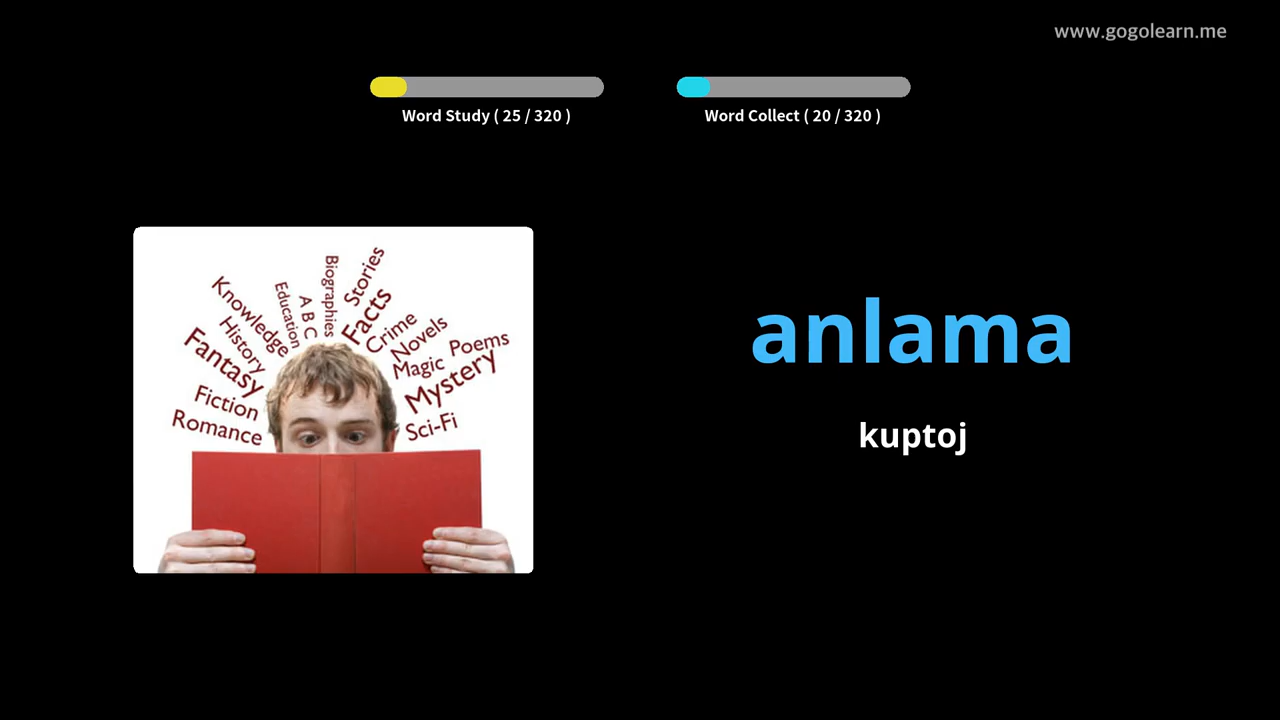 www.gogolearn.me
Word Study ( 25 / 320 )
Word Collect ( 20 / 320 )
Stories
Biographies
Facts
A B C
Education
Knowledge
History
Fantasy
Fiction
Romance
Crime
Novels
Poems
Magic
Mystery
Sci-Fi
anlama
kuptoj